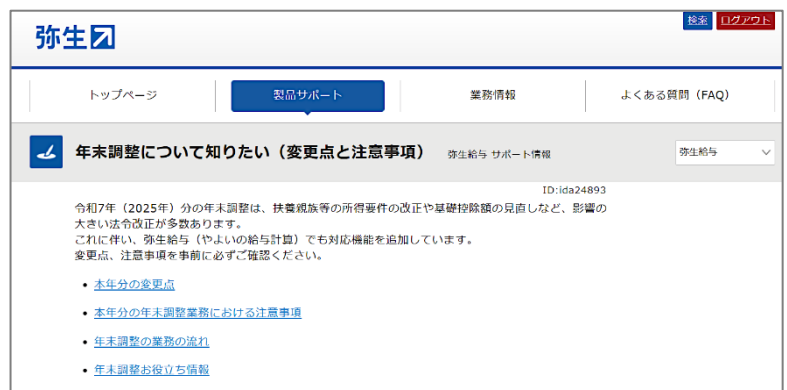 検索 ログアウト
弥生
トップページ 製品サポート 業務情報 よくある質問（FAQ）
年末調整について知りたい（変更点と注意事項） 弥生給与 サポート情報 弥生給与
ID:ida24893
令和7年（2025年）分の年末調整は、扶養親族等の所得要件の改正や基礎控除額の見直しなど、影響の
大きい法令改正が多数あります。
これに伴い、弥生給与（やよいの給与計算）でも対応機能を追加しています。
変更点、注意事項を事前に必ずご確認ください。
• 本年分の変更点
• 本年分の年末調整業務における注意事項
• 年末調整の業務の流れ
• 年末調整お役立ち情報